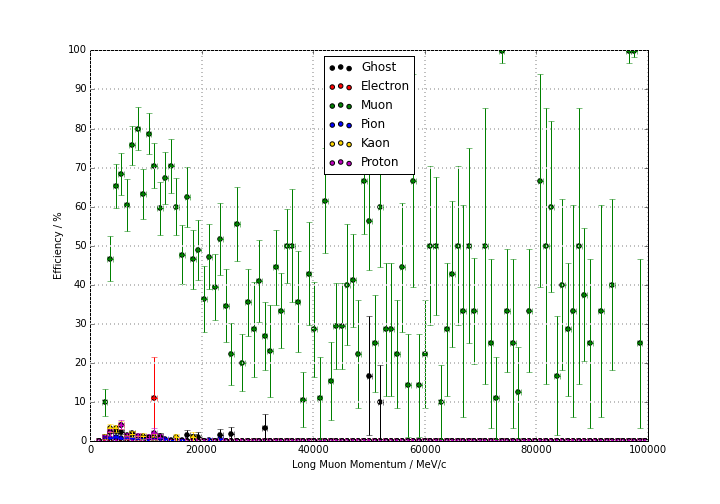 100
90
80
70
60
50
40
30
20
10
0
Efficiency / %
Ghost
Electron
Muon
Pion
Kaon
Proton
0 20000 40000 60000 80000 100000
Long Muon Momentum / MeV/c